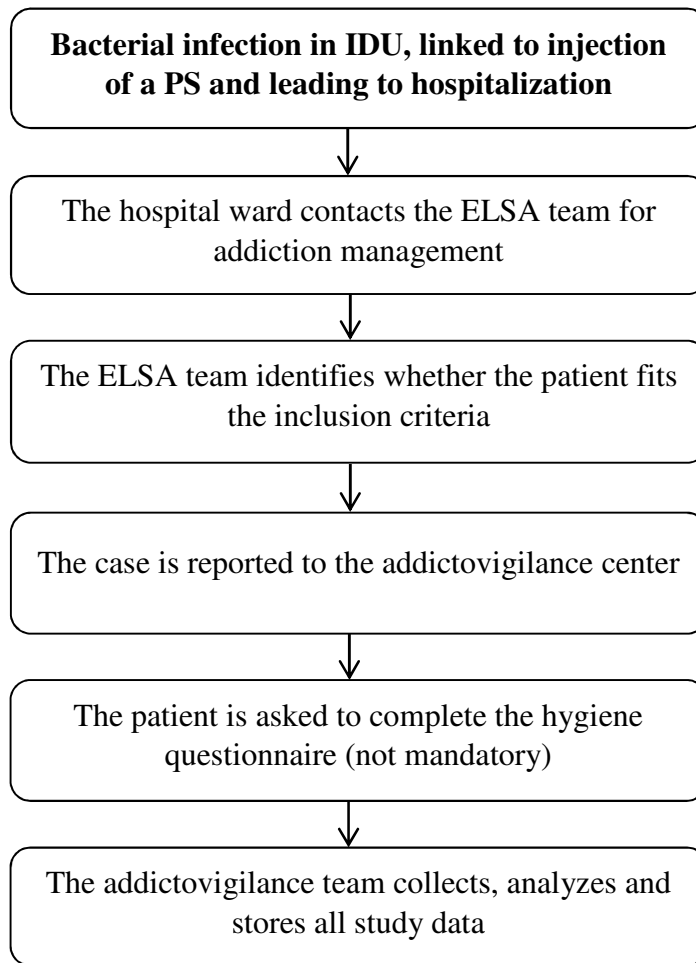 Bacterial infection in IDU, linked to injection
of a PS and leading to hospitalization
The hospital ward contacts the ELSA team for
addiction management
The ELSA team identifies whether the patient fits
the inclusion criteria
The case is reported to the addictovigilance center
The patient is asked to complete the hygiene
questionnaire (not mandatory)
The addictovigilance team collects, analyzes and
stores all study data